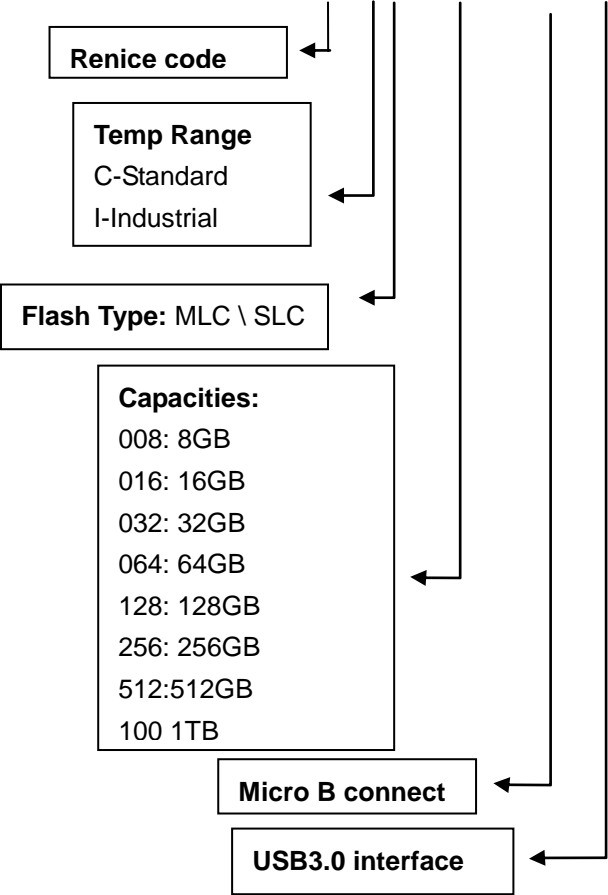 Renice code
Temp Range
C-Standard
I-Industrial
Flash Type: MLC \ SLC
Capacities:
008: 8GB
016: 16GB
032: 32GB
064: 64GB
128: 128GB
256: 256GB
512:512GB
100 1TB
Micro B connect
USB3.0 interface